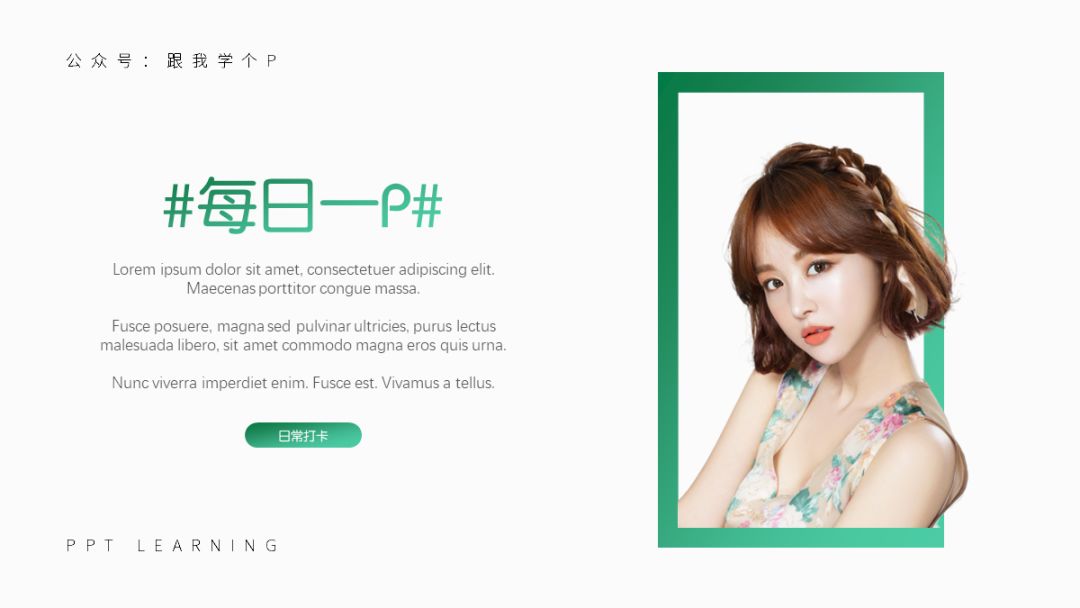 公众号：跟我学个P
#每日一P#
Lorem ipsum dolor sit amet, consectetuer adipiscing elit.
Maecenas porttitor congue massa.
Fusce posuere, magna sed pulvinar ultricies, purus lectus
malesuada libero, sit amet commodo magna eros quis urna.
Nunc viverra imperdiet enim. Fusce est. Vivamus a tellus.
日常打卡
PPT LEARNING